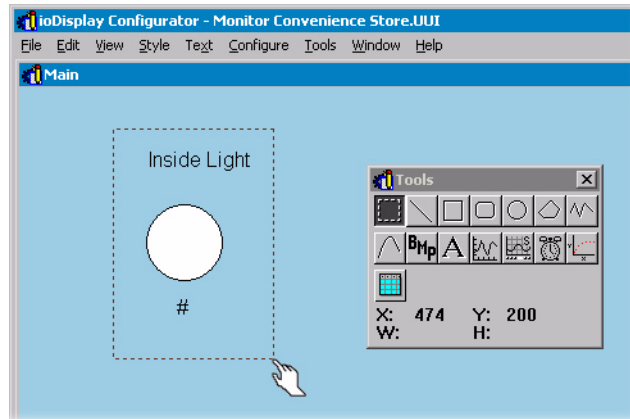 ioDisplay Configurator - Monitor Convenience Store.UUI
File Edit View Style Text Configure Tools Window Help
Main
Inside Light
#
Tools
BMP A
X: 474 Y: 200
W: H: